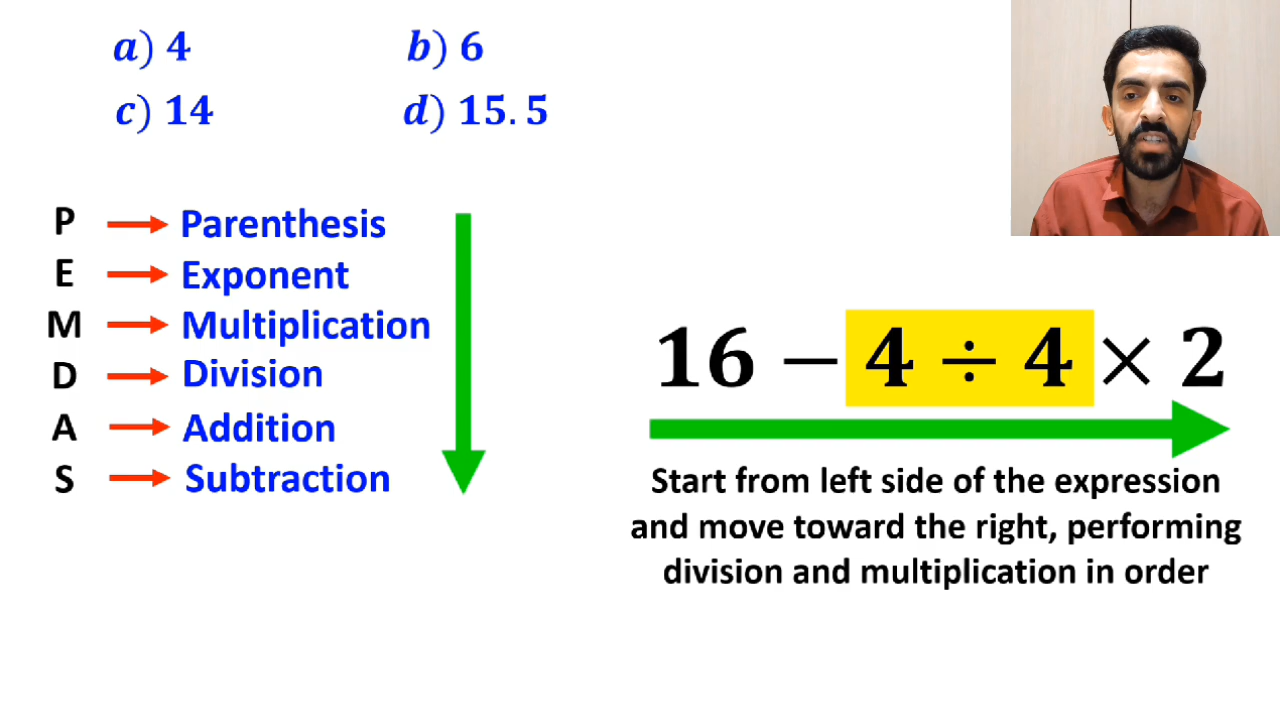 a) 4 b) 6
c) 14 d) 15.5
P → Parenthesis
E → Exponent
M → Multiplication
D → Division
A → Addition
S → Subtraction
16 − 4 ÷ 4 × 2
Start from left side of the expression
and move toward the right, performing
division and multiplication in order